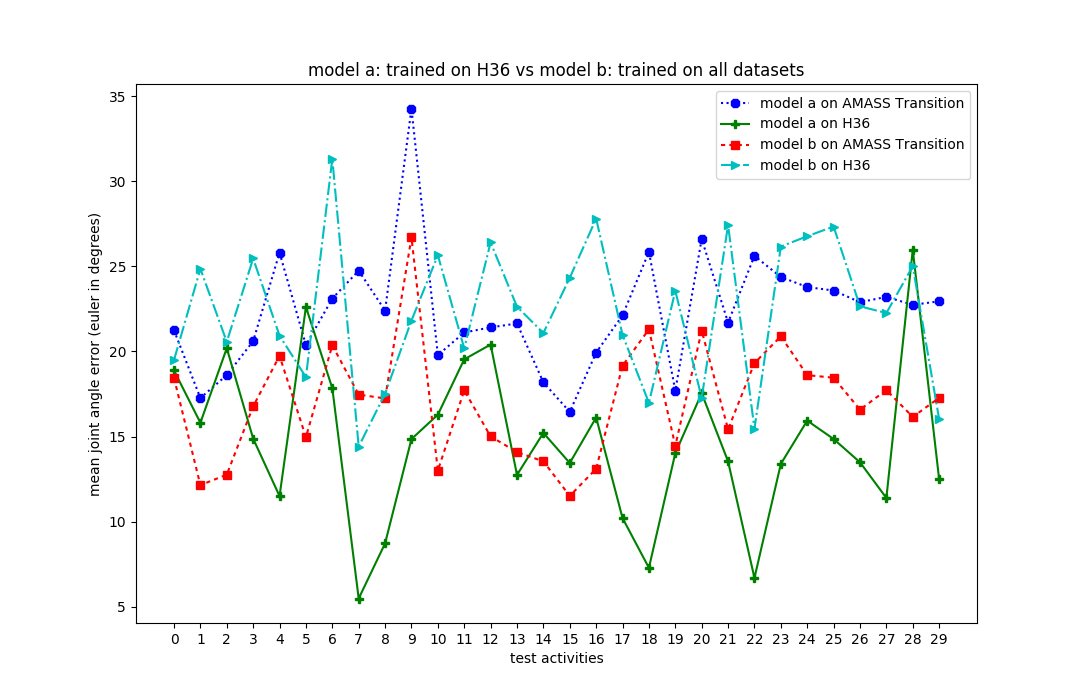 model a: trained on H36 vs model b: trained on all datasets
model a on AMASS Transition
model a on H36
model b on AMASS Transition
model b on H36
mean joint angle error (euler in degrees)
35
30
25
20
15
10
5
0 1 2 3 4 5 6 7 8 9 10 11 12 13 14 15 16 17 18 19 20 21 22 23 24 25 26 27 28 29
test activities